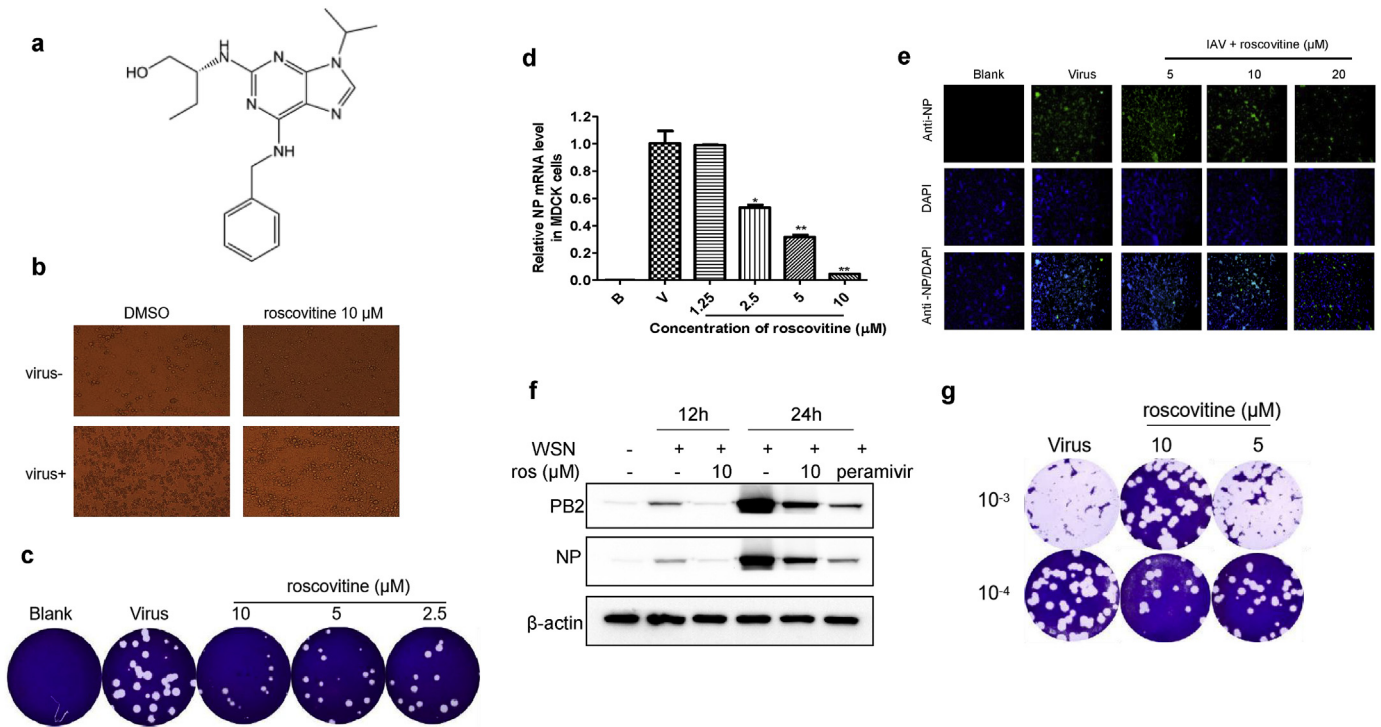 a
HO
H
N
N
N
N
N
NH
b
DMSO
roscovitine 10 μM
virus-
virus+
c
roscovitine (μM)
Blank
Virus
10
5
2.5
d
Relative NP mRNA level
in MDCK cells
1.2
1.0
0.8
0.6
0.4
0.2
0.0
*
**
**
B
V
1.25
2.5
5
10
Concentration of roscovitine (μM)
e
IAV + roscovitine (μM)
Blank
Virus
5
10
20
Anti-NP
DAPI
Anti -NP/DAPI
f
12h
24h
WSN - + + + + +
ros (μM) - - 10 - 10 peramivir
PB2
NP
β-actin
g
roscovitine (μM)
Virus
10
5
10-3
10-4